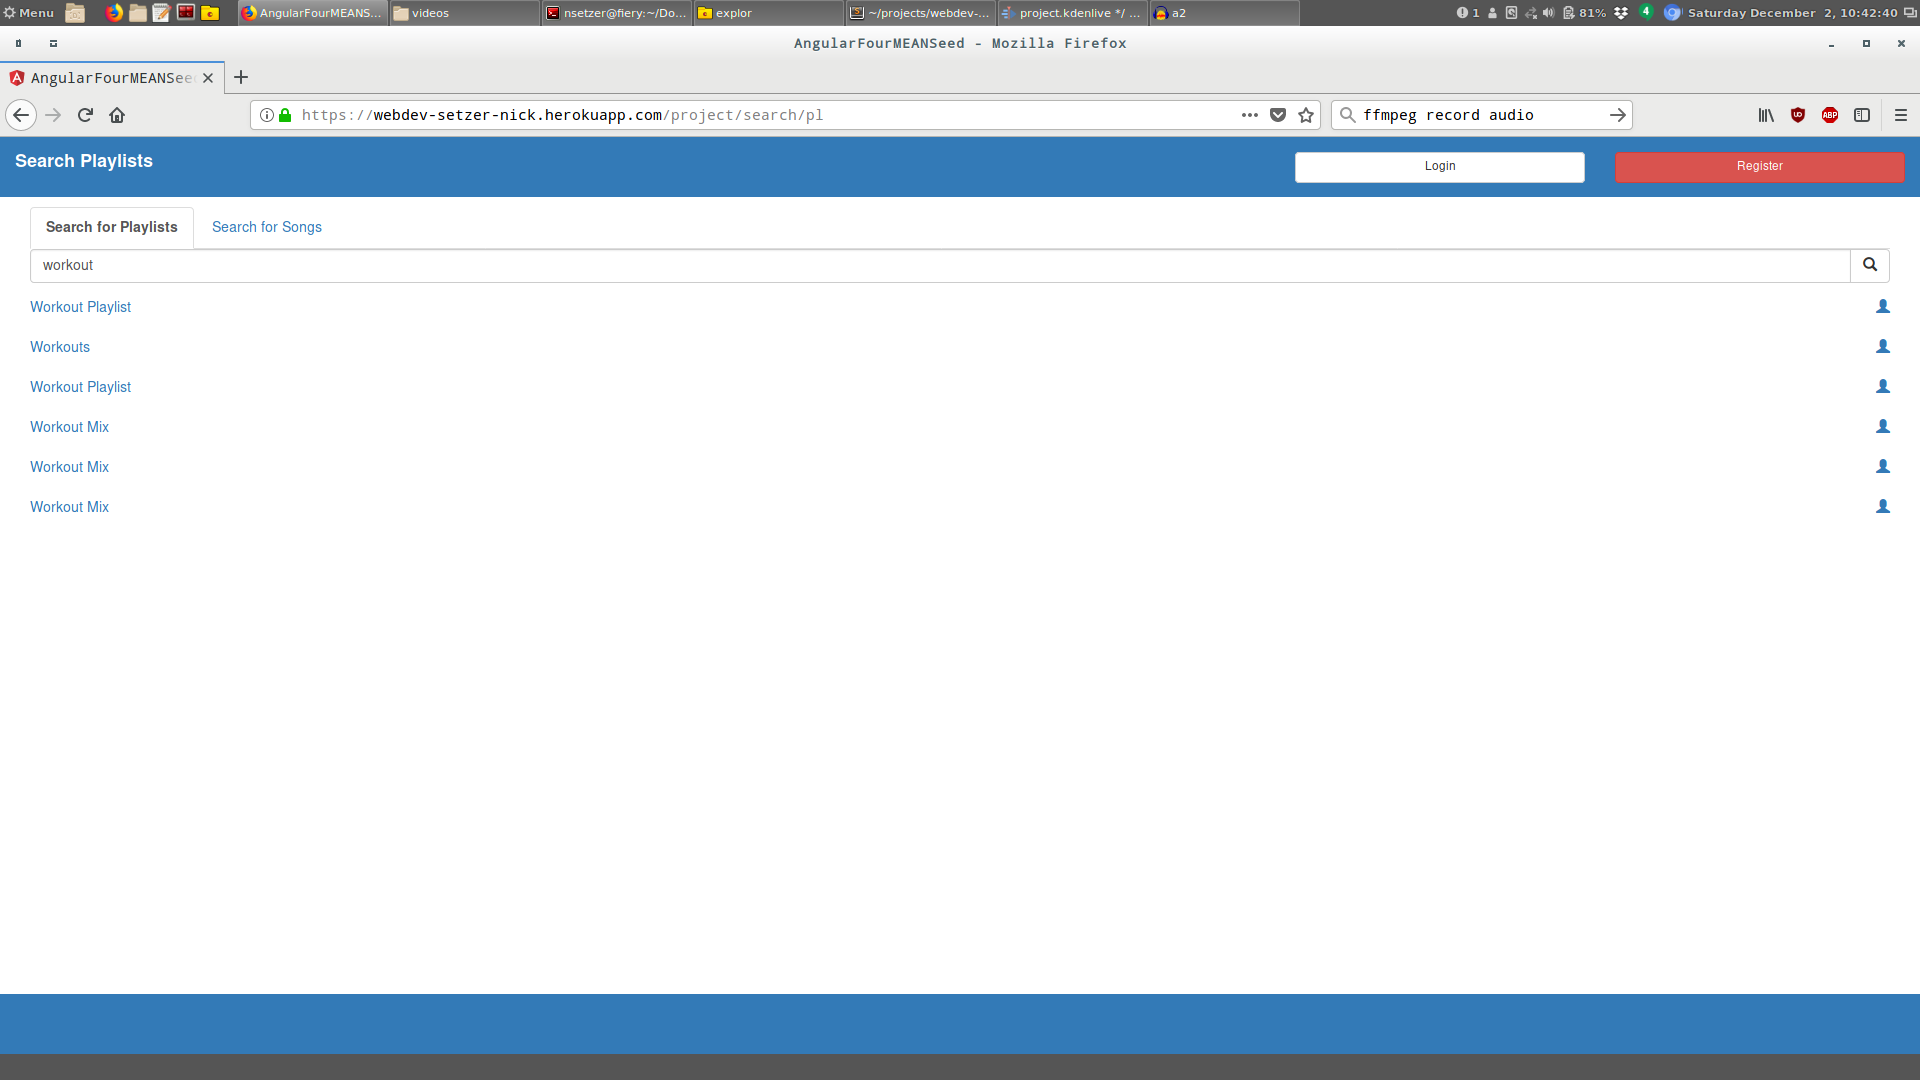 Menu
AngularFourMEANS...
videos
nsetzer@fiery:~/Do...
explor
~/projects/webdev-...
project.kdenlive */ ...
a2
1
81%
4
Saturday December  2, 10:42:40
AngularFourMEANSeed - Mozilla Firefox
AngularFourMEANSee
https://webdev-setzer-nick.herokuapp.com/project/search/pl
ffmpeg record audio
ABP
Search Playlists
Login
Register
Search for Playlists
Search for Songs
workout
Workout Playlist
Workouts
Workout Playlist
Workout Mix
Workout Mix
Workout Mix